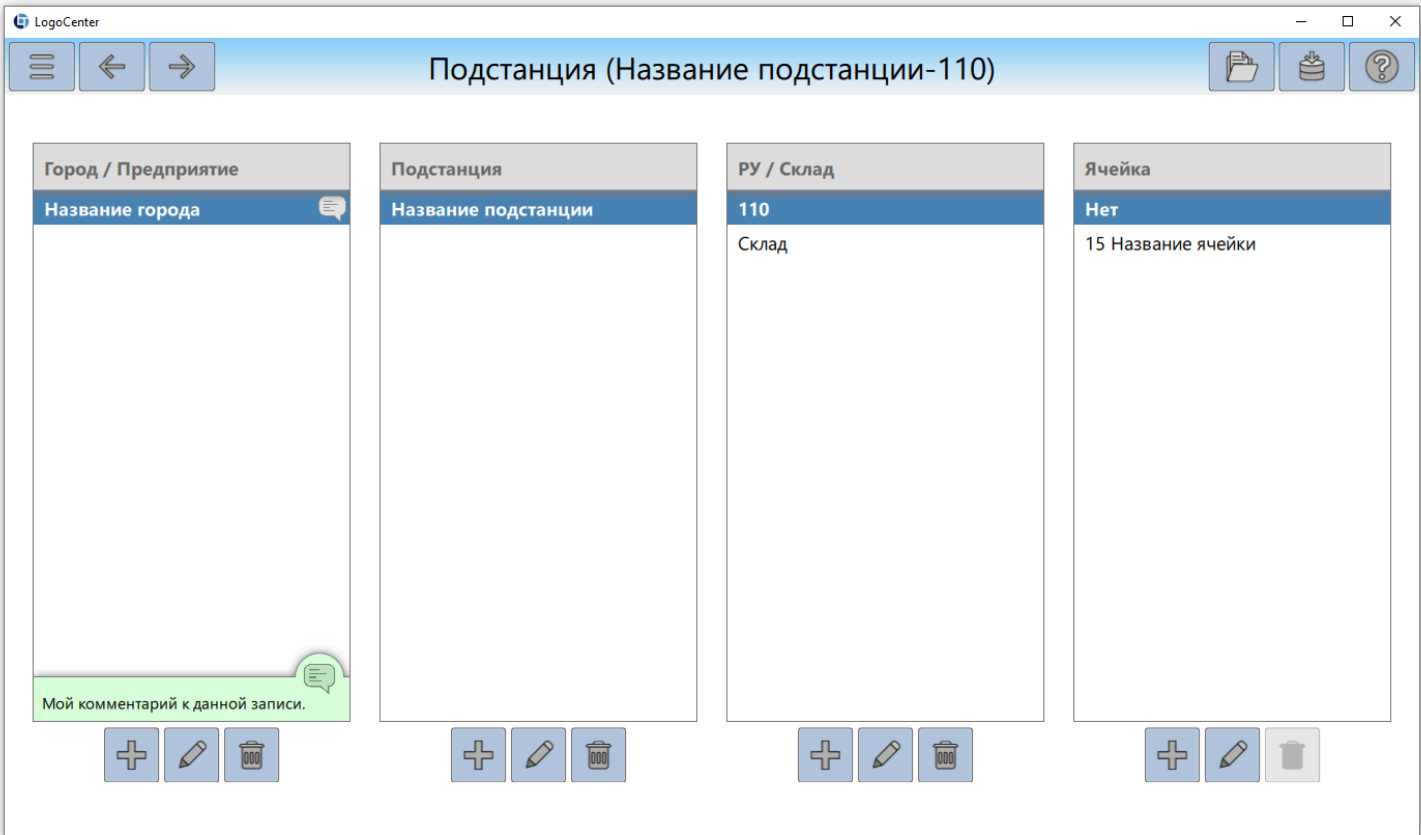 LogoCenter
Подстанция (Название подстанции-110)
Город / Предприятие
Название города
Мой комментарий к данной записи.
Подстанция
Название подстанции
РУ / Склад
110
Склад
Ячейка
Нет
15 Название ячейки